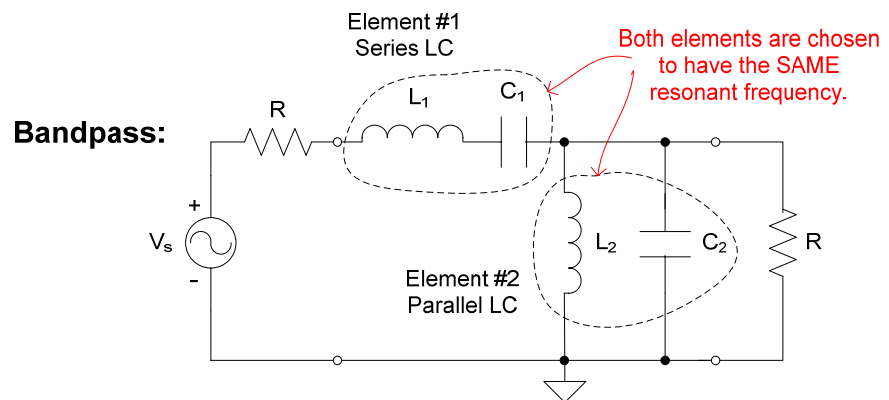 Element #1
Series LC
Both elements are chosen
to have the SAME
resonant frequency.
Bandpass:
R
L₁
C₁
+
Vₛ
-
L₂
C₂
R
Element #2
Parallel LC